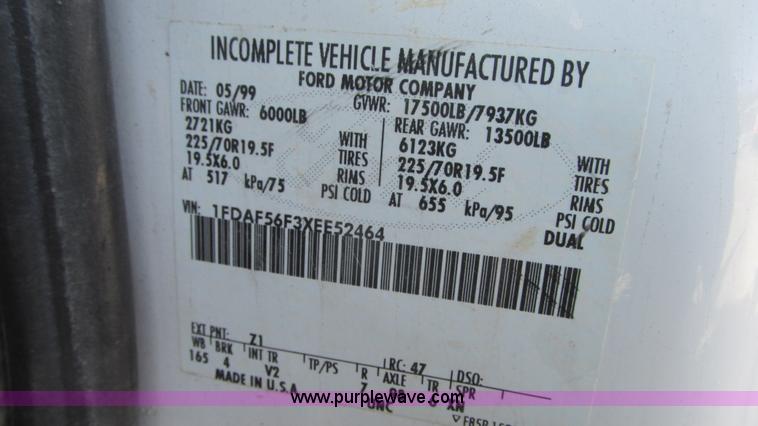 INCOMPLETE VEHICLE MANUFACTURED BY
FORD MOTOR COMPANY
DATE: 05/99
GVWR: 17500LB/7937KG
FRONT GAWR: 6000LB
2721KG WITH
225/70R19.5F TIRES
19.5X6.0 RIMS
AT 517 kPa/75 PSI COLD
REAR GAWR: 13500LB
6123KG WITH
225/70R19.5F TIRES
19.5X6.0 RIMS
AT 655 kPa/95 PSI COLD
DUAL
VIN: 1FDAF56F3XEE52464
EXT PNT: Z1 RC: 47 DSO:
WB BRK INT TR TP/PS R AXLE TR SPR
165 4 V2 7 XN
MADE IN U.S.A.
www.purplewave.com